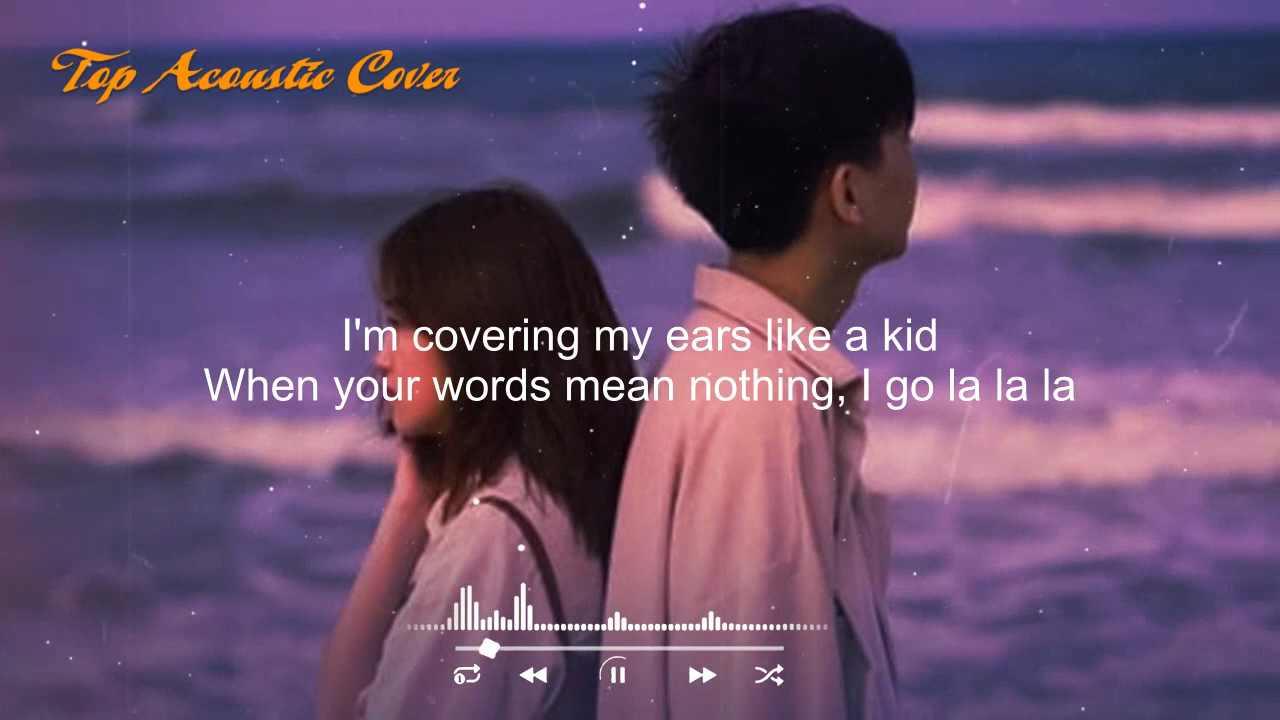 Top Acoustic Cover
I'm covering my ears like a kid
When your words mean nothing, I go la la la